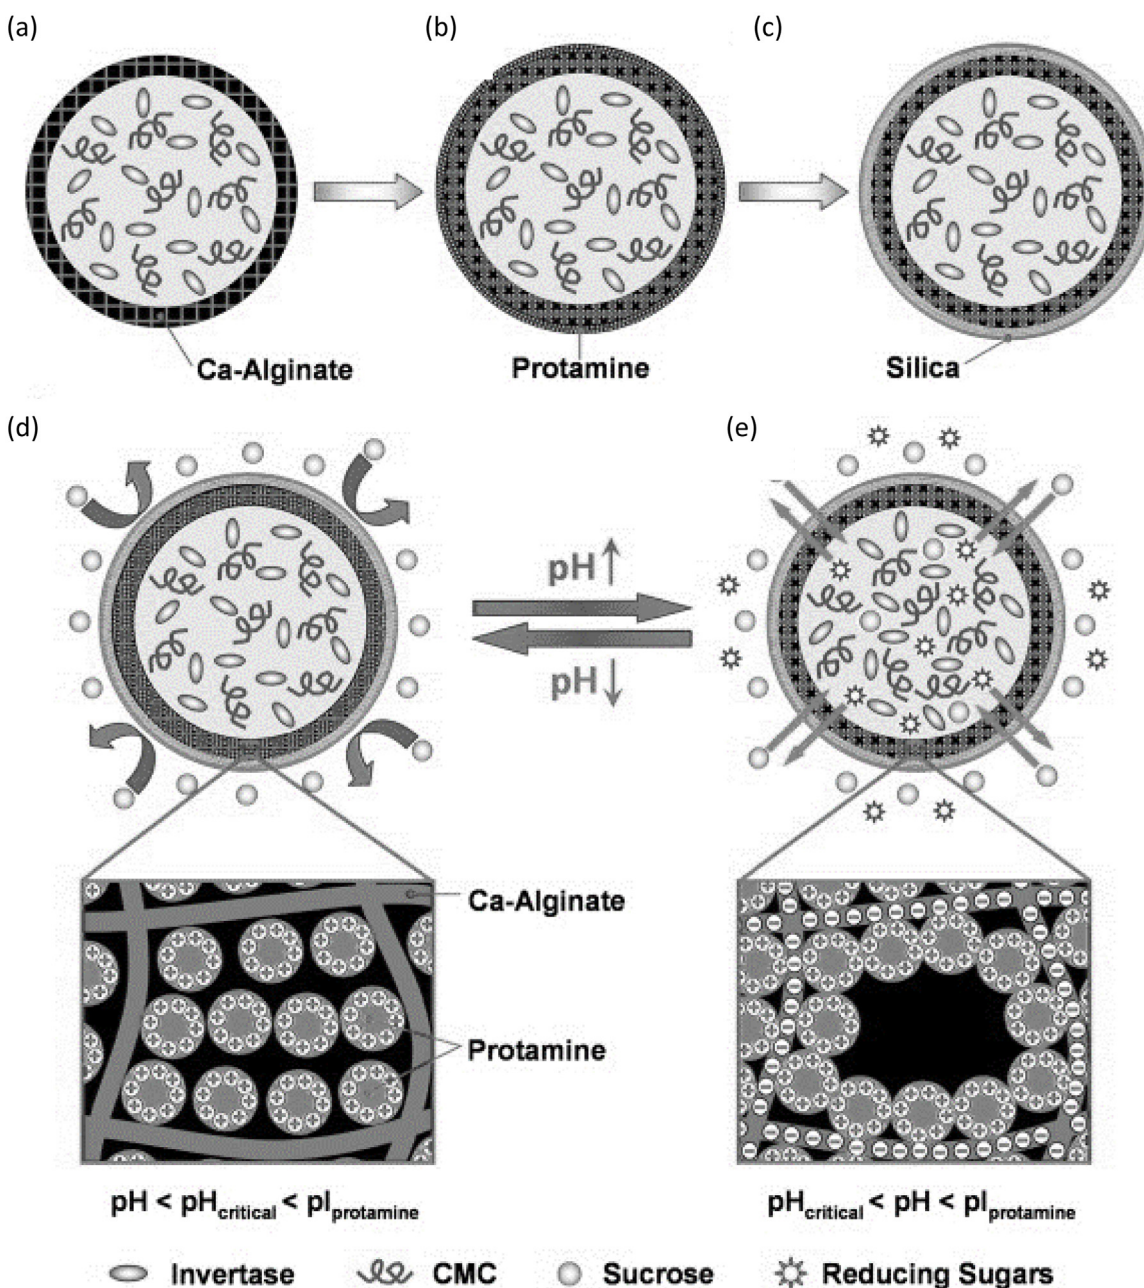 (a)
(b)
(c)
Ca-Alginate
Protamine
Silica
(d)
(e)
pH↑
pH↓
Ca-Alginate
Protamine
pH < pHcritical < pIprotamine
pHcritical < pH < pIprotamine
Invertase
CMC
Sucrose
Reducing Sugars